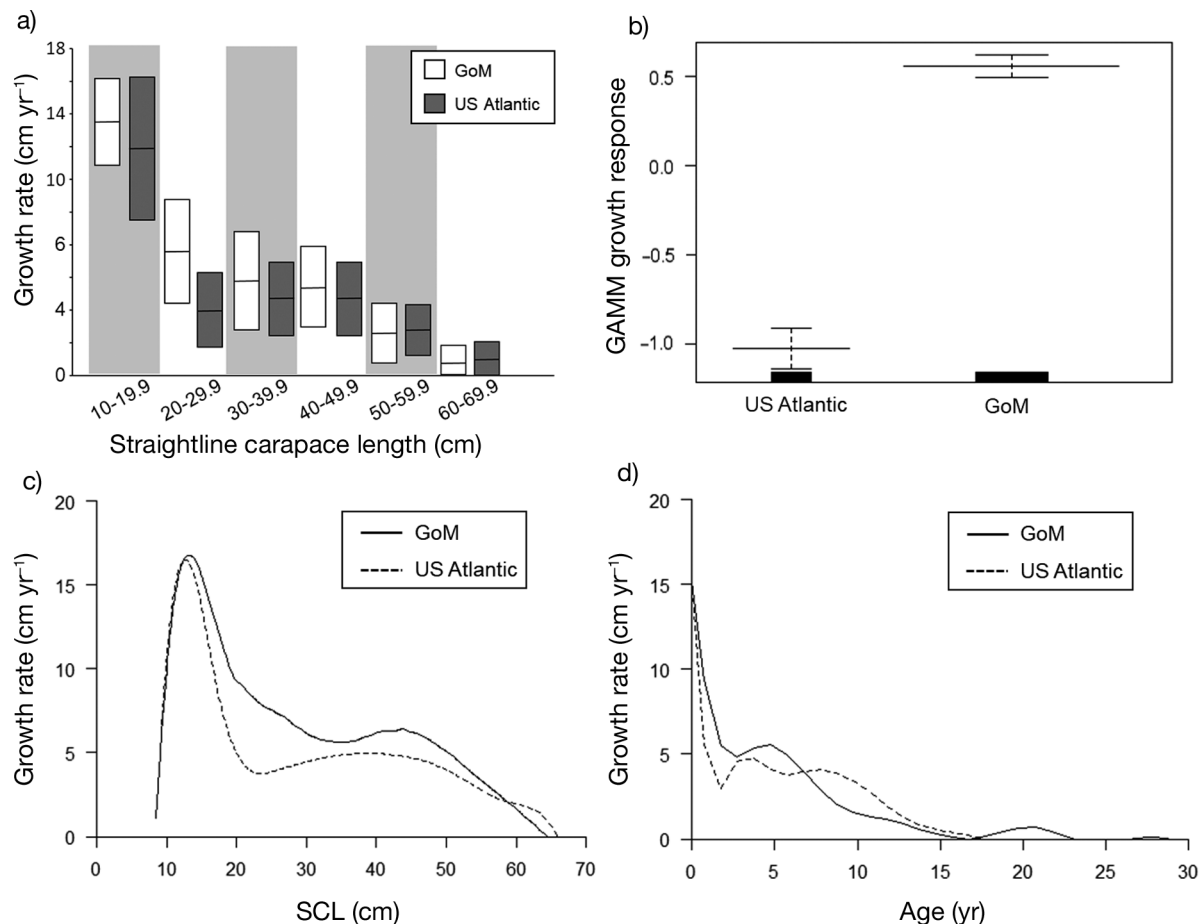 a)
Growth rate (cm yr⁻¹)
18
14
12
10
8
6
4
2
0
GoM
US Atlantic
10-19.9
20-29.9
30-39.9
40-49.9
50-59.9
60-69.9
Straightline carapace length (cm)
b)
GAMM growth response
0.5
0.0
−0.5
−1.0
US Atlantic
GoM
c)
Growth rate (cm yr⁻¹)
20
15
10
5
0
GoM
US Atlantic
0 10 20 30 40 50 60 70
SCL (cm)
d)
Growth rate (cm yr⁻¹)
20
15
10
5
0
GoM
US Atlantic
0 5 10 15 20 25 30
Age (yr)